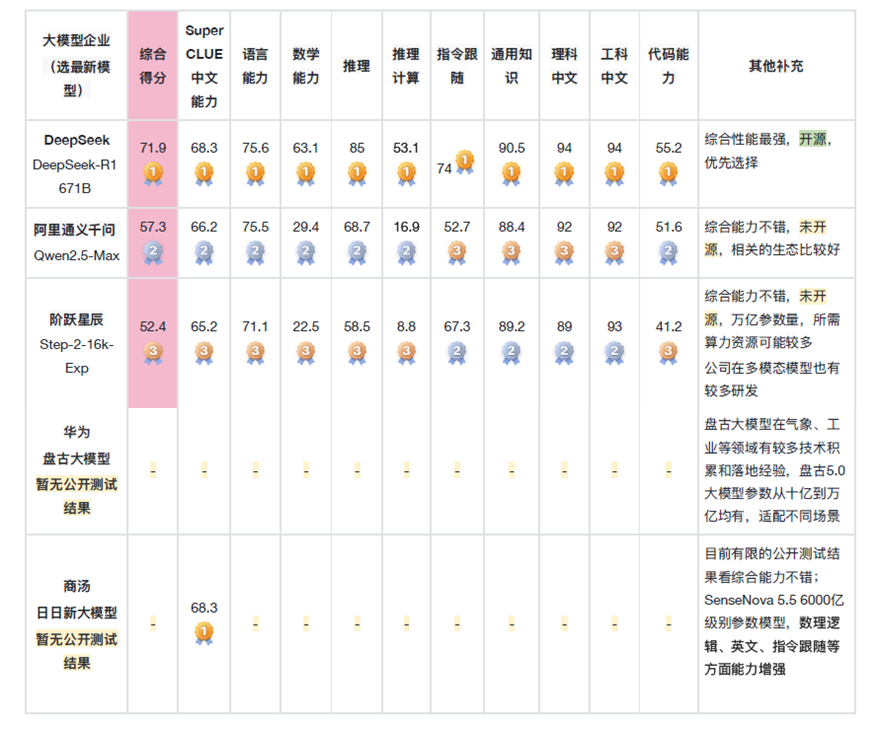 大模型企业
（选最新模
型）
综合
得分
Super
CLUE
中文
能力
语言
能力
数学
能力
推理
推理
计算
指令跟
随
通用知
识
理科
中文
工科
中文
代码能
力
其他补充
DeepSeek
DeepSeek-R1
671B
71.9
1
68.3
1
75.6
1
63.1
1
85
1
53.1
1
74
1
90.5
1
94
1
94
1
55.2
1
综合性能最强，开源，
优先选择
阿里通义千问
Qwen2.5-Max
57.3
2
66.2
2
75.5
2
29.4
2
68.7
2
16.9
2
52.7
3
88.4
3
92
3
92
3
51.6
2
综合能力不错，未开
源，相关的生态比较好
阶跃星辰
Step-2-16k-
Exp
52.4
3
65.2
3
71.1
3
22.5
3
58.5
3
8.8
3
67.3
2
89.2
2
89
2
93
2
41.2
3
综合能力不错，未开
源，万亿参数量，所需
算力资源可能较多
公司在多模态模型也有
较多研发
华为
盘古大模型
暂无公开测试
结果
-
-
-
-
-
-
-
-
-
-
-
盘古大模型在气象、工
业等领域有较多技术积
累和落地经验，盘古5.0
大模型参数从十亿到万
亿均有，适配不同场景
商汤
日日新大模型
暂无公开测试
结果
-
68.3
1
-
-
-
-
-
-
-
-
-
目前有限的公开测试结
果看综合能力不错；
SenseNova 5.5 6000亿
级别参数模型，数理逻
辑、英文、指令跟随等
方面能力增强